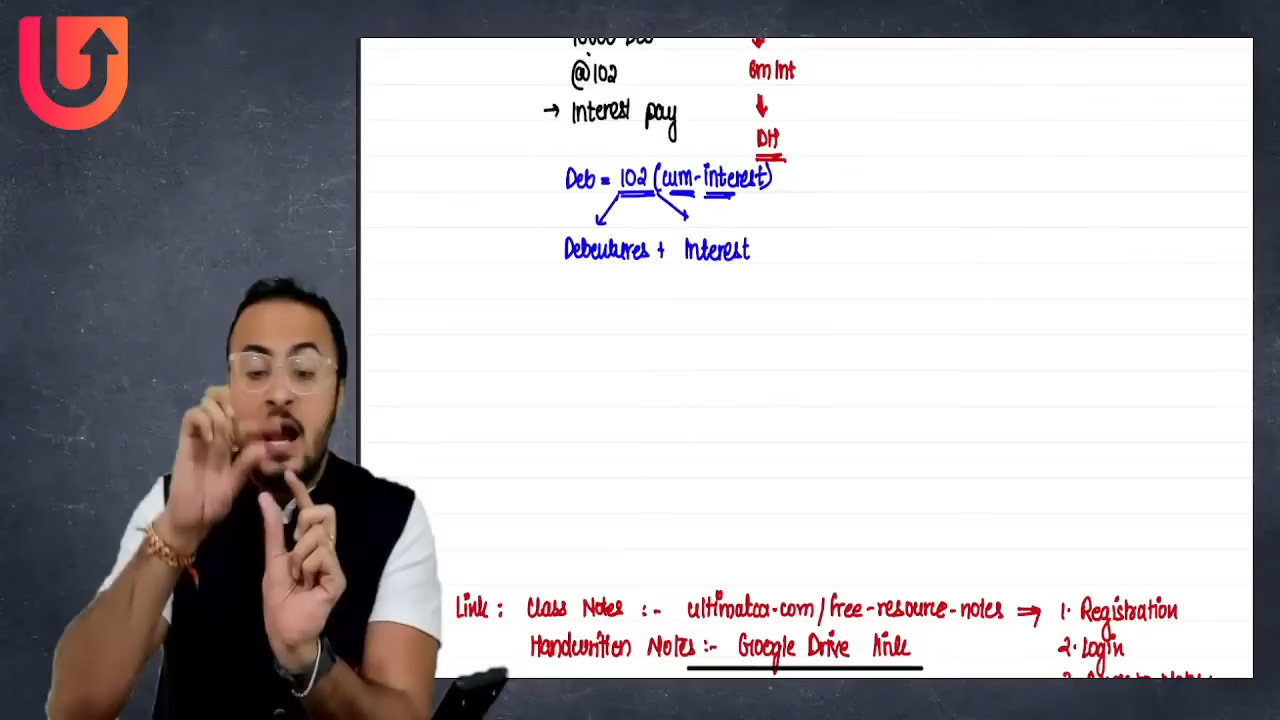 @102
6m Int
→ Interest pay
DH
Deb = 102 (cum-interest)
Debentures + Interest
Link : Class Notes :- ultimateca.com/free-resource-notes ⇒ 1. Registration
Handwritten Notes :- Google Drive link
2. Login